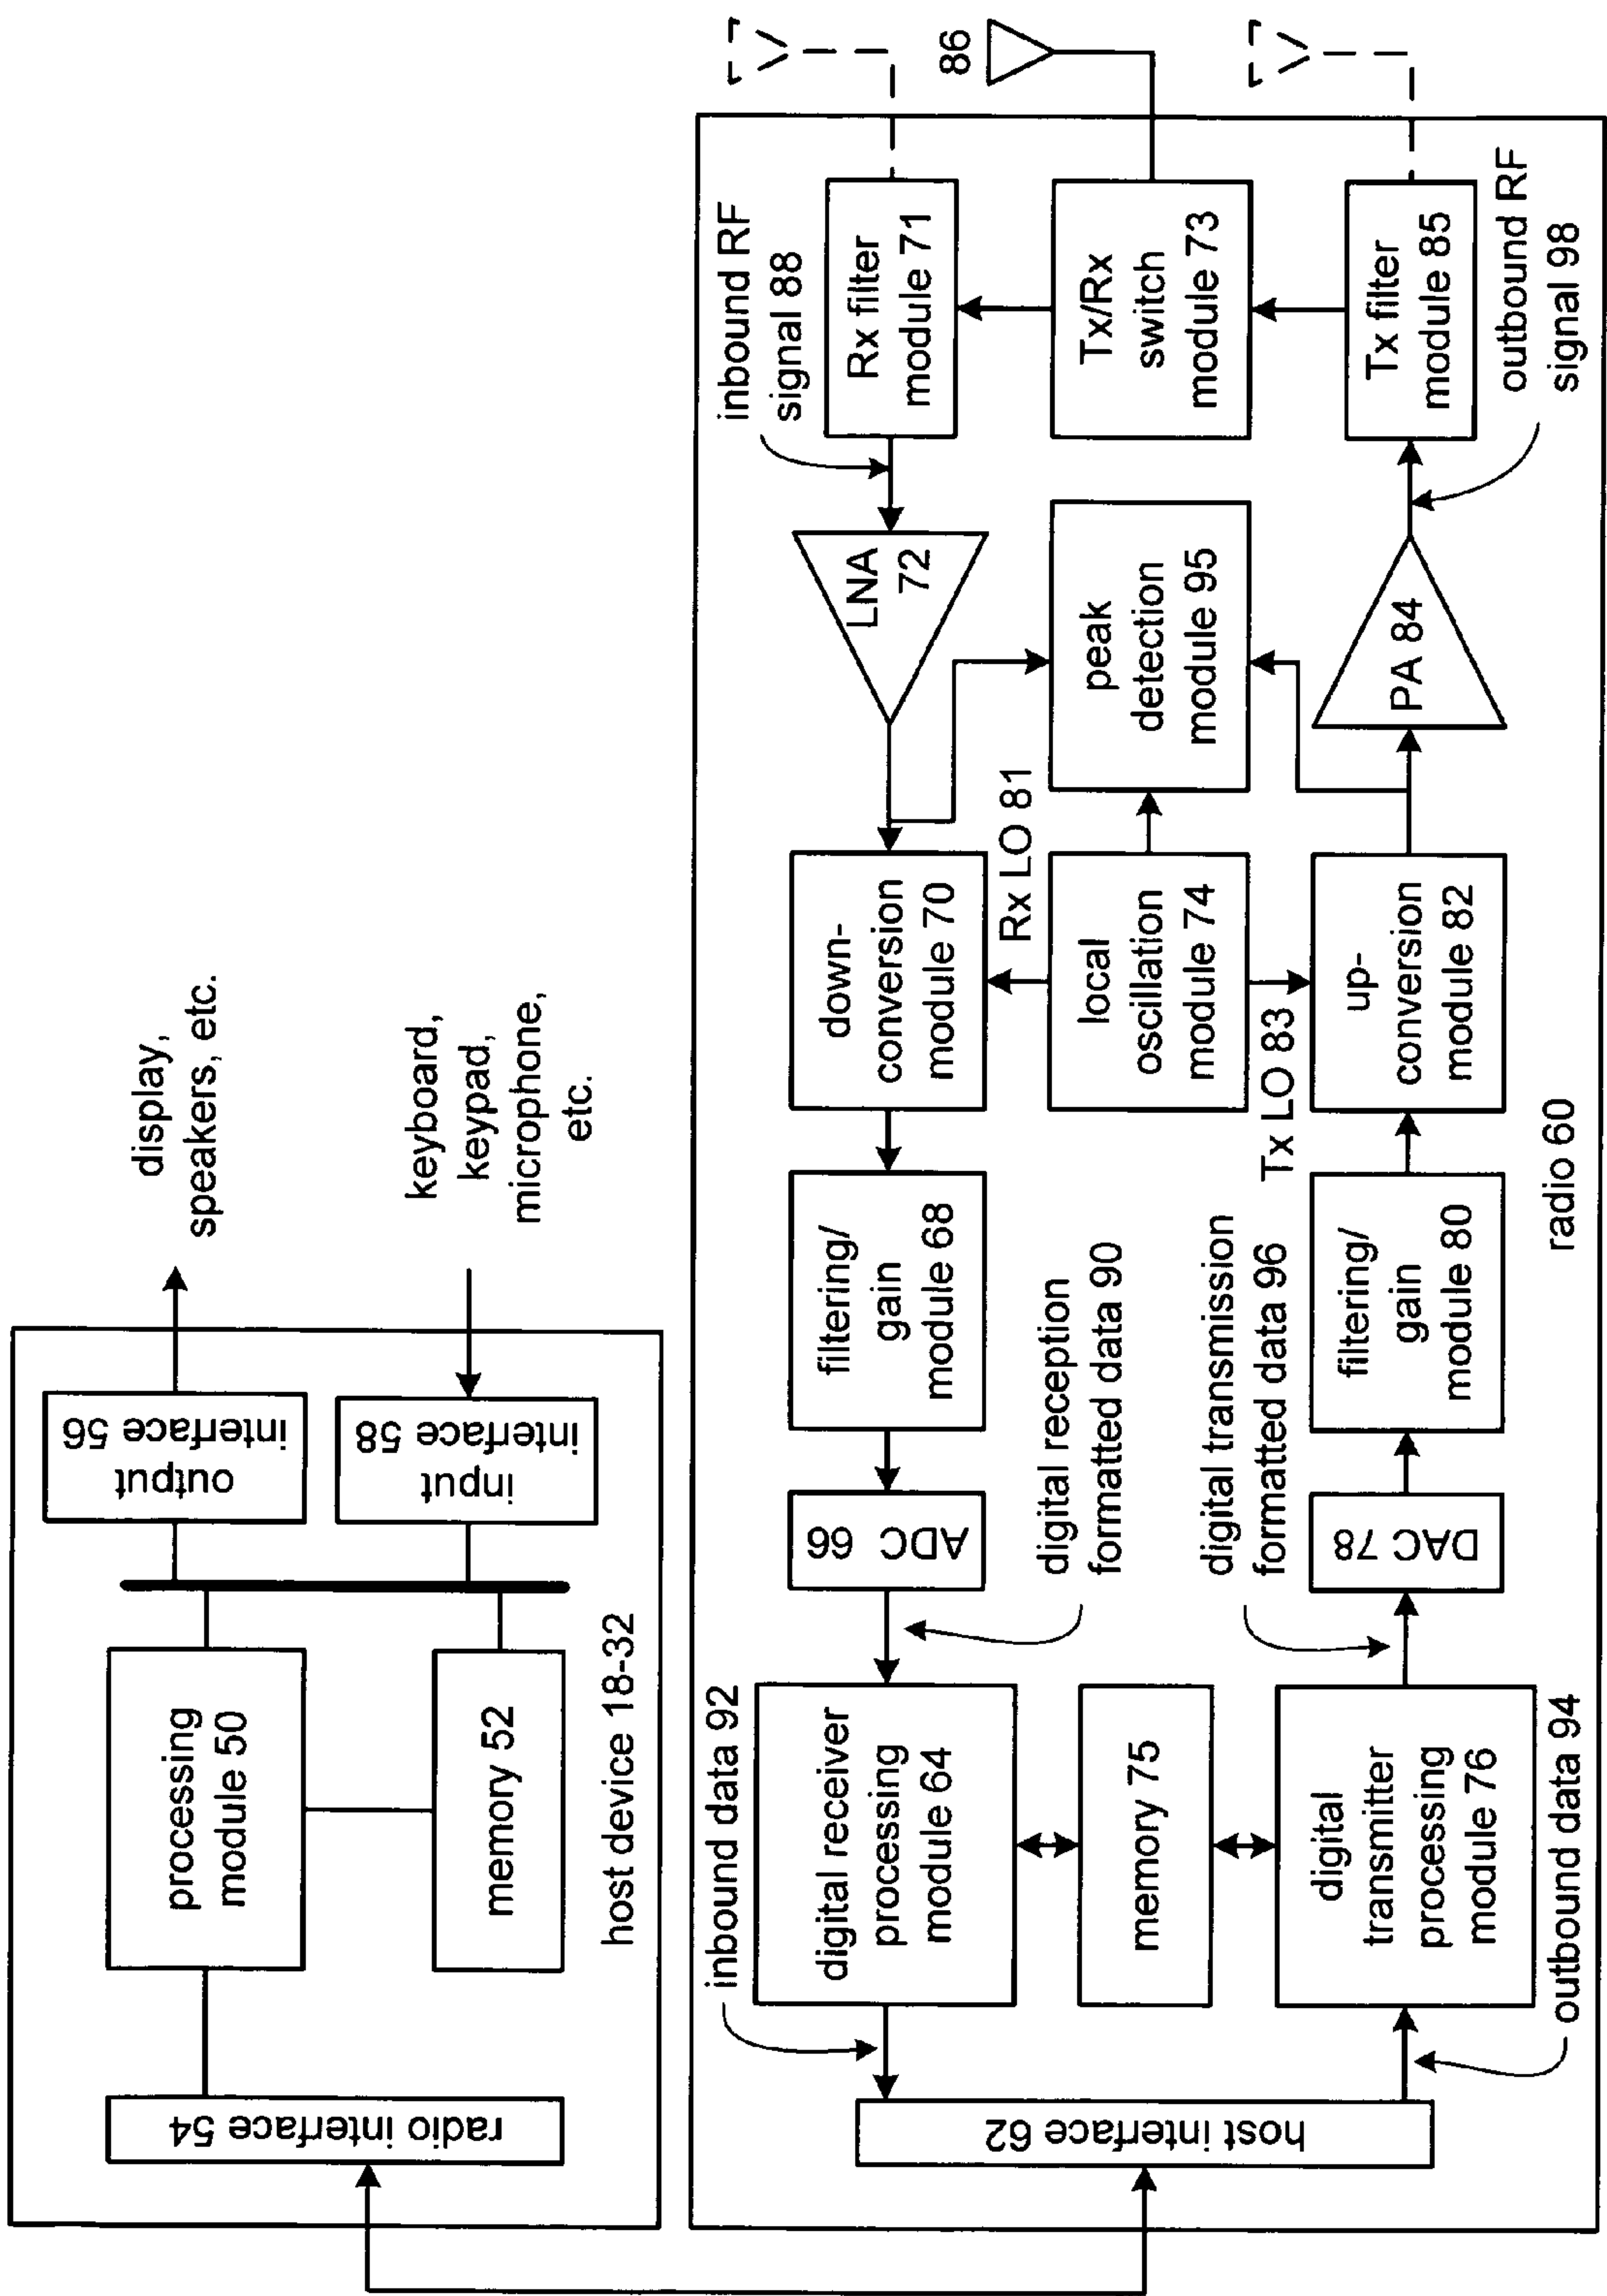 display,
speakers, etc.
keyboard,
keypad,
microphone,
etc.
output
interface 56
input
interface 58
processing
module 50
memory 52
radio interface 54
host device 18-32
86
inbound RF
signal 88
Rx filter
module 71
LNA
72
down-
conversion
module 70
filtering/
gain
module 68
ADC 66
digital reception
formatted data 90
digital receiver
processing
module 64
inbound data 92
host interface 62
memory 75
Tx/Rx
switch
module 73
peak
detection
module 95
Rx LO 81
local
oscillation
module 74
Tx LO 83
digital transmission
formatted data 96
digital
transmitter
processing
module 76
outbound data 94
DAC 78
filtering/
gain
module 80
up-
conversion
module 82
PA 84
Tx filter
module 85
outbound RF
signal 98
radio 60